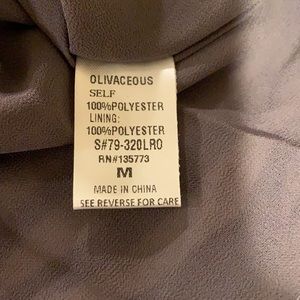 OLIVACEOUS
SELF
100%POLYESTER
LINING:
100%POLYESTER
S#79-320LRO
RN#135773
M
MADE IN CHINA
SEE REVERSE FOR CARE